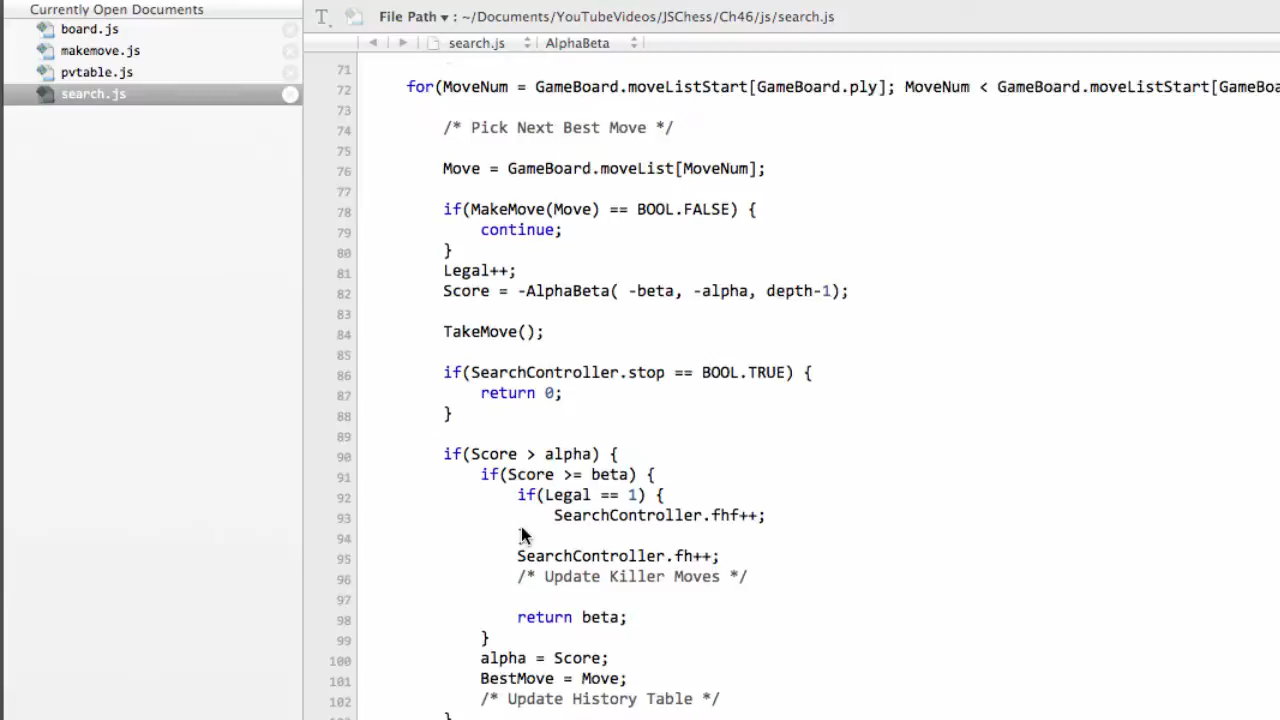 Currently Open Documents
board.js
makemove.js
pvtable.js
search.js
File Path ▾ : ~/Documents/YouTubeVideos/JSChess/Ch46/js/search.js
search.js AlphaBeta
71
72 for(MoveNum = GameBoard.moveListStart[GameBoard.ply]; MoveNum < GameBoard.moveListStart[GameBoa
73
74 /* Pick Next Best Move */
75
76 Move = GameBoard.moveList[MoveNum];
77
78 if(MakeMove(Move) == BOOL.FALSE) {
79 continue;
80 }
81 Legal++;
82 Score = -AlphaBeta( -beta, -alpha, depth-1);
83
84 TakeMove();
85
86 if(SearchController.stop == BOOL.TRUE) {
87 return 0;
88 }
89
90 if(Score > alpha) {
91 if(Score >= beta) {
92 if(Legal == 1) {
93 SearchController.fhf++;
94
95 SearchController.fh++;
96 /* Update Killer Moves */
97
98 return beta;
99 }
100 alpha = Score;
101 BestMove = Move;
102 /* Update History Table */